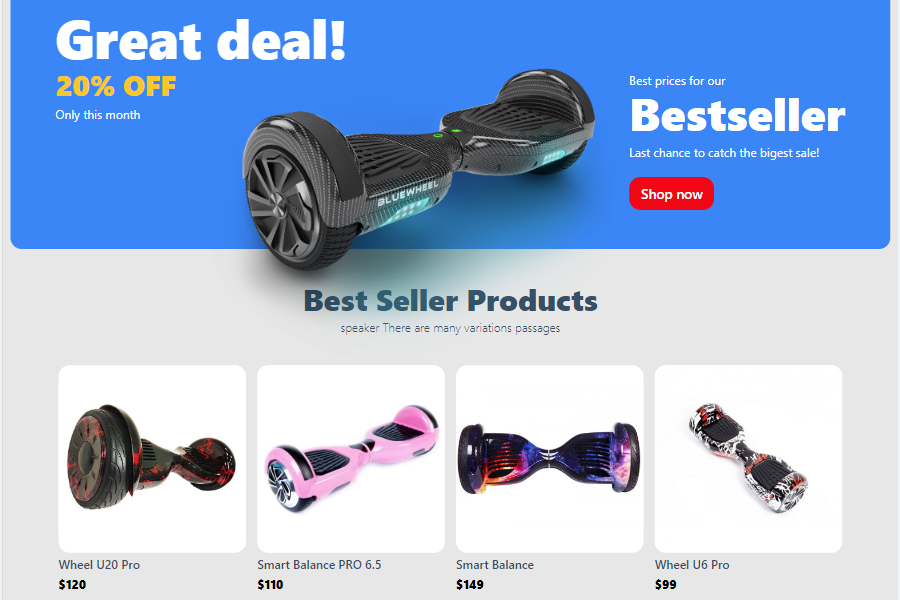 Great deal!
20% OFF
Only this month
BLUEWHEEL
Best prices for our
Bestseller
Last chance to catch the bigest sale!
Shop now
Best Seller Products
speaker There are many variations passages
Wheel U20 Pro
$120
Smart Balance PRO 6.5
$110
Smart Balance
$149
Wheel U6 Pro
$99